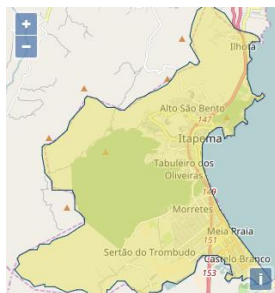 +
−
Ilhota
Alto São Bento
147
Itapema
Tabuleiro dos
Oliveiras
149
Morretes
Meia Praia
151
Sertão do Trombudo
Castelo Branco
153
i